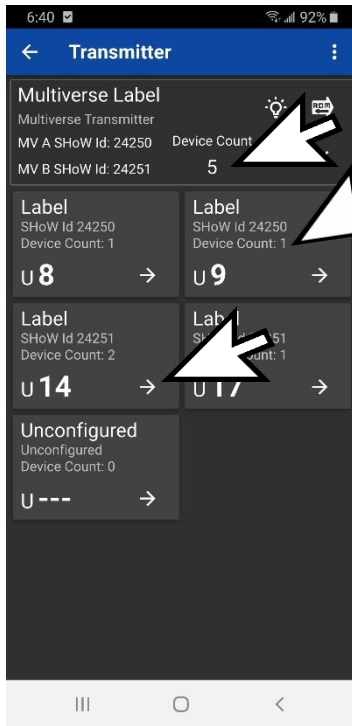 6:40 92%
Transmitter
Multiverse Label
Multiverse Transmitter
RDM
MV A SHoW Id: 24250 Device Count
MV B SHoW Id: 24251 5
Label Label
SHoW Id 24250 SHoW Id 24250
Device Count: 1 Device Count: 1
U 8 U 9
Label
SHoW Id 24251
Device Count: 2
U 14 U 17
Unconfigured
Unconfigured
Device Count: 0
U ---